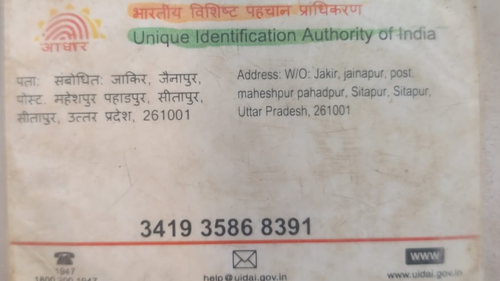 भारतीय विशिष्ट पहचान प्राधिकरण
Unique Identification Authority of India
आधार
पता: संबोधित: जाकिर, जैनापुर,
पोस्ट. महेशपुर पहाडपुर, सीतापुर,
सीतापुर, उत्तर प्रदेश, 261001
Address: W/O: Jakir, jainapur, post.
maheshpur pahadpur, Sitapur, Sitapur,
Uttar Pradesh, 261001
3419 3586 8391
1947
help@uidai.gov.in
WWW
www.uidai.gov.in